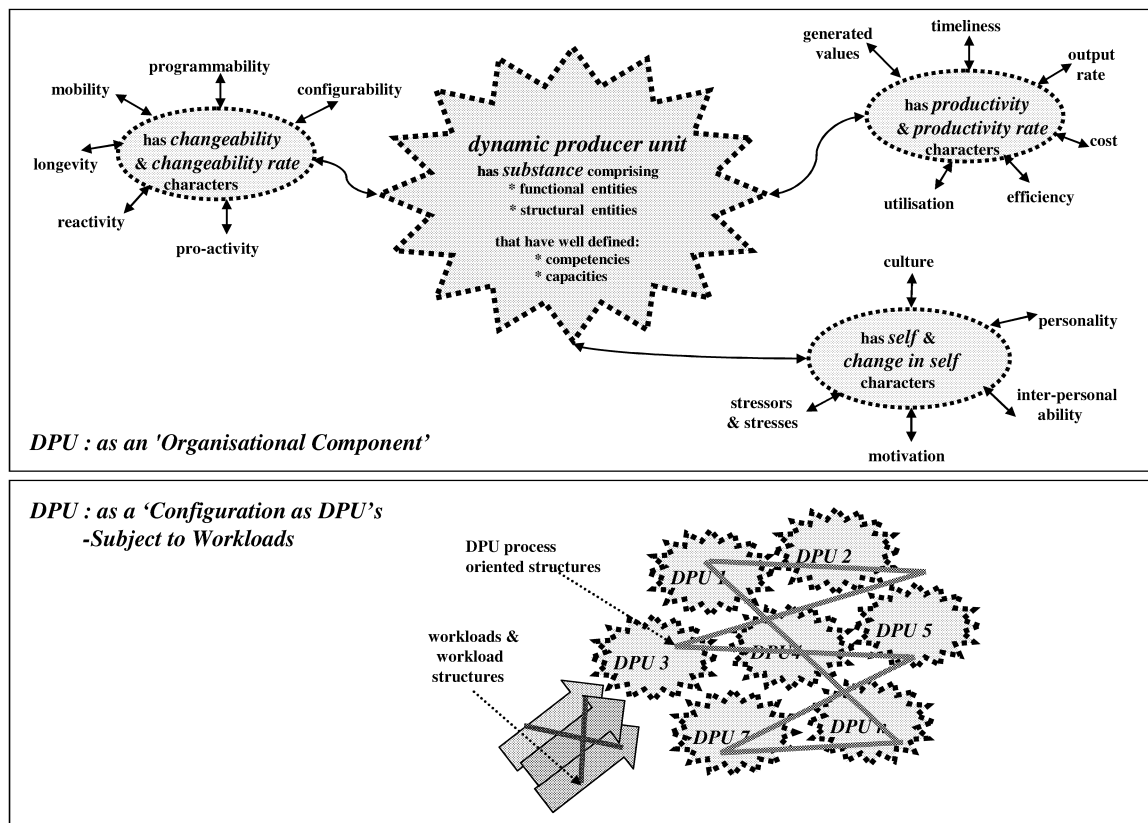 programmability
mobility
configurability
has changeability
& changeability rate
characters
longevity
reactivity
pro-activity
dynamic producer unit
has substance comprising
* functional entities
* structural entities
that have well defined:
* competencies
* capacities
timeliness
generated
values
output
rate
has productivity
& productivity rate
characters
cost
efficiency
utilisation
culture
personality
has self &
change in self
characters
inter-personal
ability
stressors
& stresses
motivation
DPU : as an 'Organisational Component’
DPU : as a ‘Configuration as DPU’s
-Subject to Workloads
DPU process
oriented structures
workloads &
workload
structures
DPU 1
DPU 2
DPU 3
DPU4
DPU 5
DPU 7
DPU n